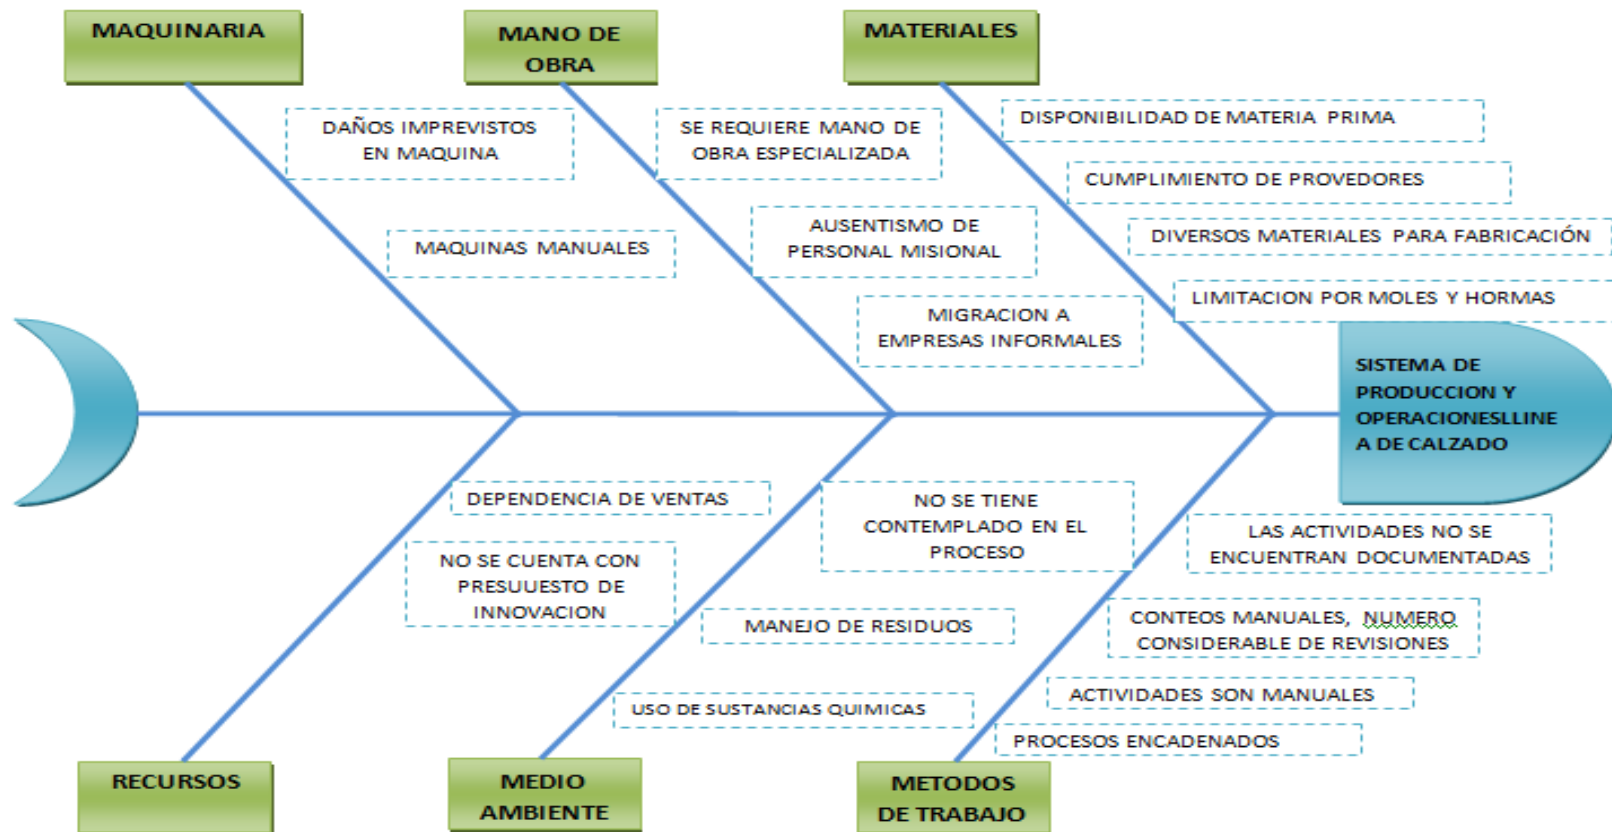 MAQUINARIA
MANO DE
OBRA
MATERIALES
DAÑOS IMPREVISTOS
EN MAQUINA
MAQUINAS MANUALES
SE REQUIERE MANO DE
OBRA ESPECIALIZADA
AUSENTISMO DE
PERSONAL MISIONAL
MIGRACION A
EMPRESAS INFORMALES
DISPONIBILIDAD DE MATERIA PRIMA
CUMPLIMIENTO DE PROVEDORES
DIVERSOS MATERIALES PARA FABRICACIÓN
LIMITACION POR MOLES Y HORMAS
SISTEMA DE
PRODUCCION Y
OPERACIONESLLINE
A DE CALZADO
DEPENDENCIA DE VENTAS
NO SE CUENTA CON
PRESUUESTO DE
INNOVACION
NO SE TIENE
CONTEMPLADO EN EL
PROCESO
MANEJO DE RESIDUOS
USO DE SUSTANCIAS QUIMICAS
LAS ACTIVIDADES NO SE
ENCUENTRAN DOCUMENTADAS
CONTEOS MANUALES, NUMERO
CONSIDERABLE DE REVISIONES
ACTIVIDADES SON MANUALES
PROCESOS ENCADENADOS
RECURSOS
MEDIO
AMBIENTE
METODOS
DE TRABAJO